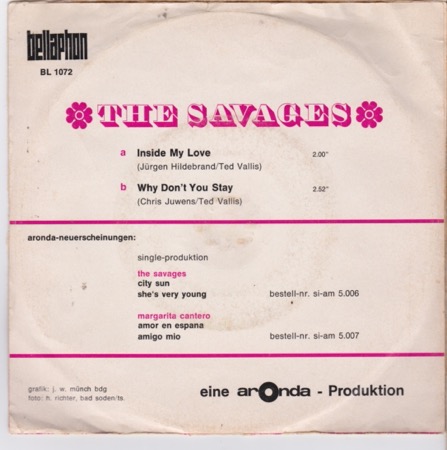 bellaphon
BL 1072
THE SAVAGES
a Inside My Love 2.00"
(Jürgen Hildebrand/Ted Vallis)
b Why Don't You Stay 2.52"
(Chris Juwens/Ted Vallis)
aronda-neuerscheinungen:
single-produktion
the savages
city sun
she's very young bestell-nr. si-am 5.006
margarita cantero
amor en espana
amigo mio bestell-nr. si-am 5.007
grafik: j. w. münch bdg
foto: h. richter, bad soden/ts.
eine aronda - Produktion